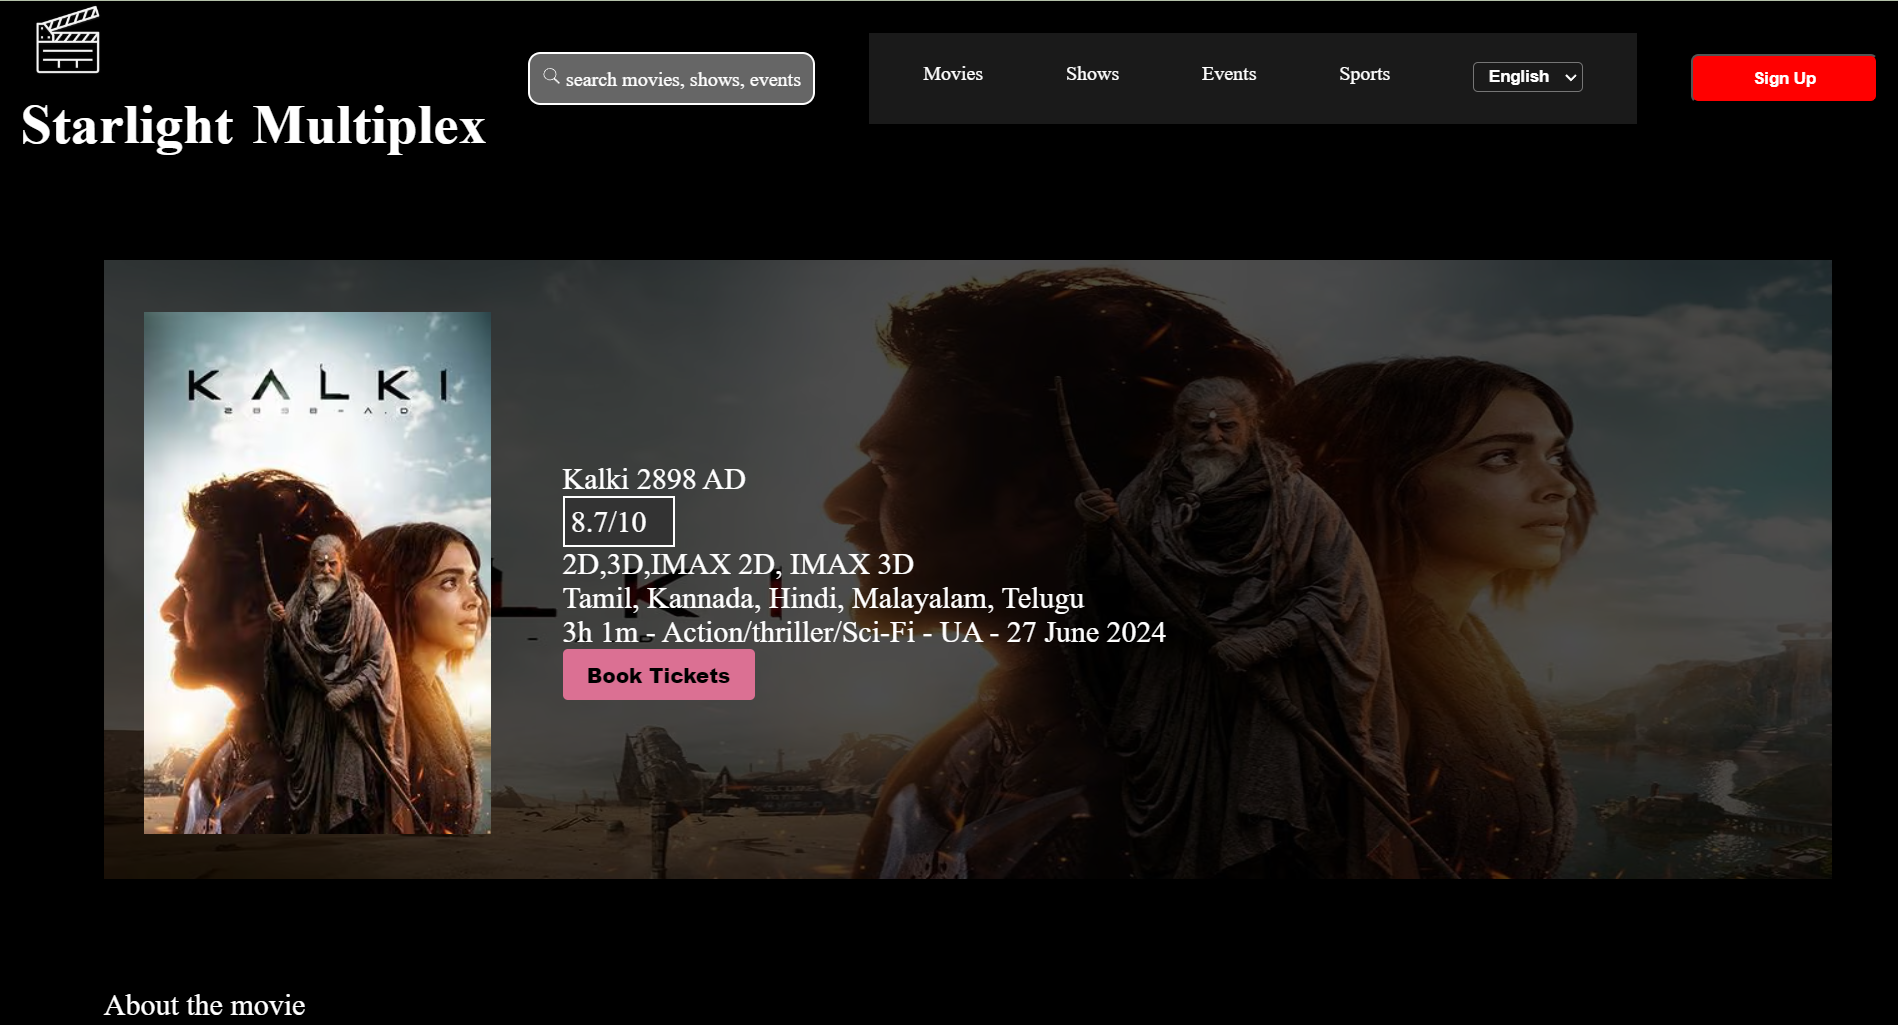 Starlight Multiplex
search movies, shows, events
Movies
Shows
Events
Sports
English
Sign Up
KALKI
2898-A.D
Kalki 2898 AD
8.7/10
2D,3D,IMAX 2D, IMAX 3D
Tamil, Kannada, Hindi, Malayalam, Telugu
3h 1m - Action/thriller/Sci-Fi - UA - 27 June 2024
Book Tickets
About the movie